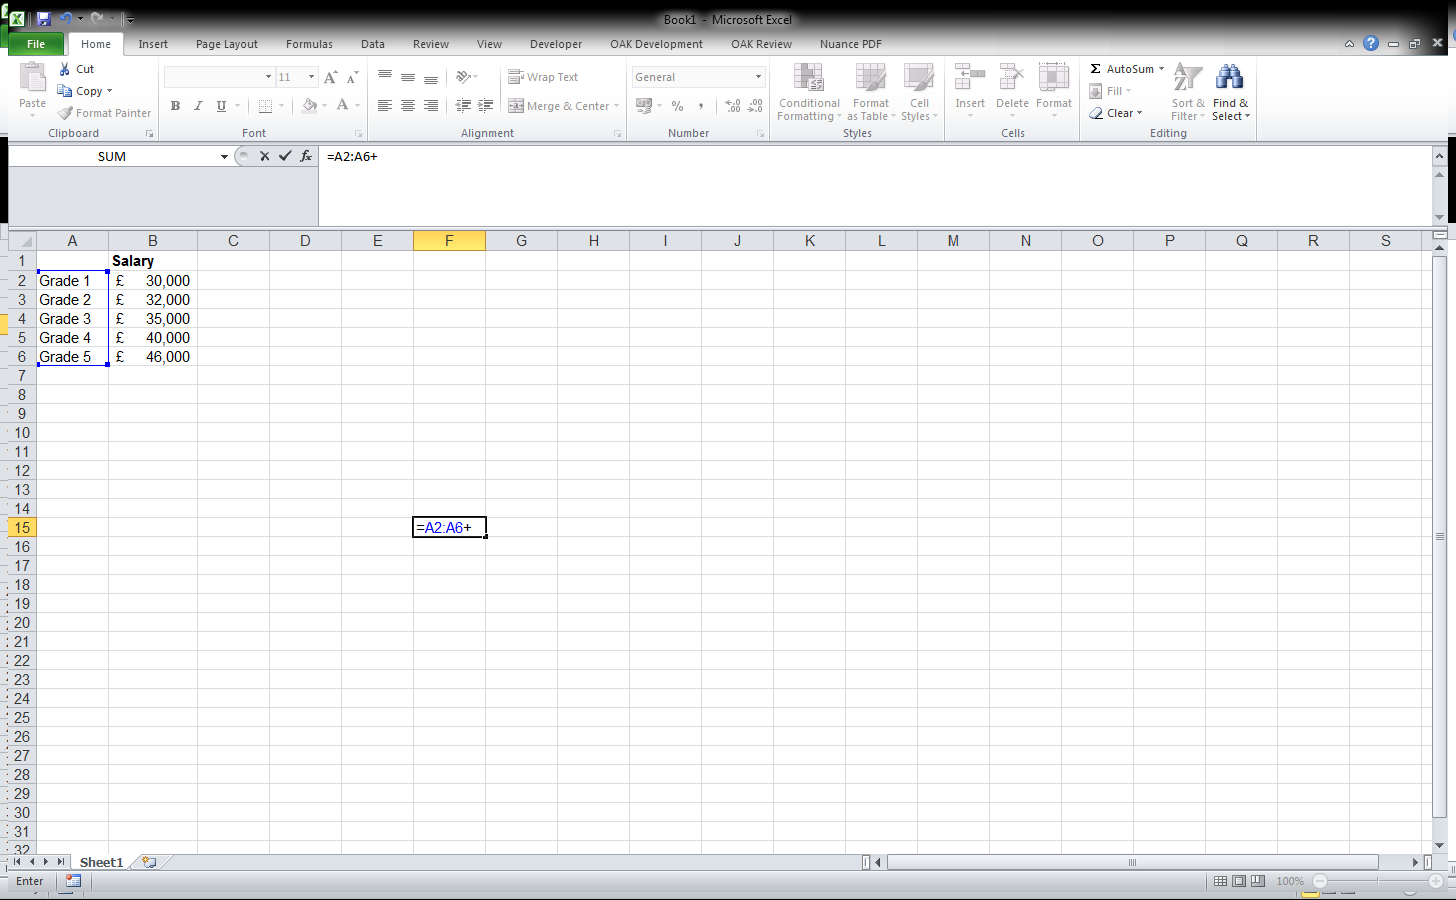 Book1 - Microsoft Excel
File Home Insert Page Layout Formulas Data Review View Developer OAK Development OAK Review Nuance PDF
Paste
Cut
Copy
Format Painter
Clipboard
11
B I U
Font
Wrap Text
Merge & Center
Alignment
General
%
Number
Conditional Formatting
Format as Table
Cell Styles
Styles
Insert
Delete
Format
Cells
Σ AutoSum
Fill
Clear
Sort & Filter
Find & Select
Editing
SUM fx =A2:A6+
A B C D E F G H I J K L M N O P Q R S
1 Salary
2 Grade 1 £ 30,000
3 Grade 2 £ 32,000
4 Grade 3 £ 35,000
5 Grade 4 £ 40,000
6 Grade 5 £ 46,000
7
8
9
10
11
12
13
14
15 =A2:A6+
16
17
18
19
20
21
22
23
24
25
26
27
28
29
30
31
32
Sheet1
Enter 100%